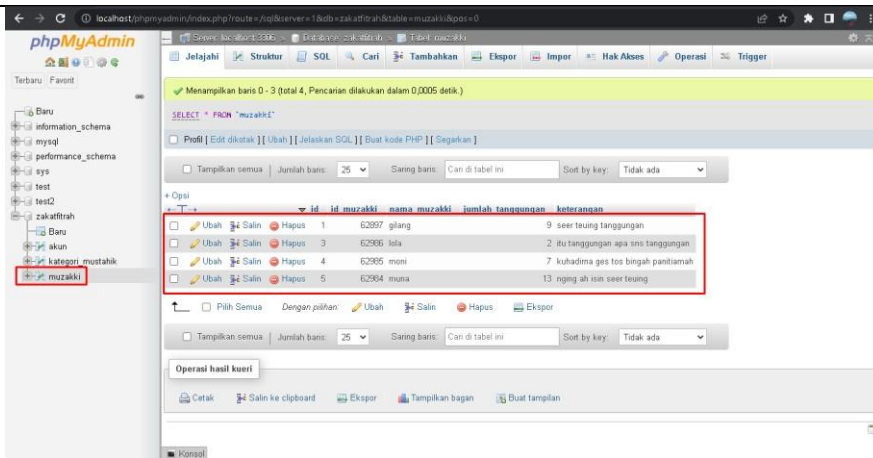 localhost/phpmyadmin/index.php?route=/sql&server=1&db=zakatfitrah&table=muzakki&pos=0
phpMyAdmin
Terbaru Favorit
Baru
information_schema
mysql
performance_schema
sys
test
test2
zakatfitrah
Baru
akun
kategori_mustahik
muzakki
Server: localhost:3306 » Database: zakatfitrah » Tabel: muzakki
Jelajahi Struktur SQL Cari Tambahkan Ekspor Impor Hak Akses Operasi Trigger
Menampilkan baris 0 - 3 (total 4, Pencarian dilakukan dalam 0,0005 detik.)
SELECT * FROM `muzakki`
Profil [ Edit dikotak ] [ Ubah ] [ Jelaskan SQL ] [ Buat kode PHP ] [ Segarkan ]
Tampilkan semua | Jumlah baris: 25 Saring baris: Cari di tabel ini Sort by key: Tidak ada
+ Opsi
←T→ id id_muzakki nama_muzakki jumlah_tanggungan keterangan
Ubah Salin Hapus 1 62897 gilang 9 seer teuing tanggungan
Ubah Salin Hapus 3 62986 lola 2 itu tanggungan apa sns tanggungan
Ubah Salin Hapus 4 62985 moni 7 kuhadima ges tos bingah panitiamah
Ubah Salin Hapus 5 62984 muna 13 nging ah isin seer teuing
Pilih Semua Dengan pilihan: Ubah Salin Hapus Ekspor
Tampilkan semua | Jumlah baris: 25 Saring baris: Cari di tabel ini Sort by key: Tidak ada
Operasi hasil kueri
Cetak Salin ke clipboard Ekspor Tampilkan bagan Buat tampilan
Konsol